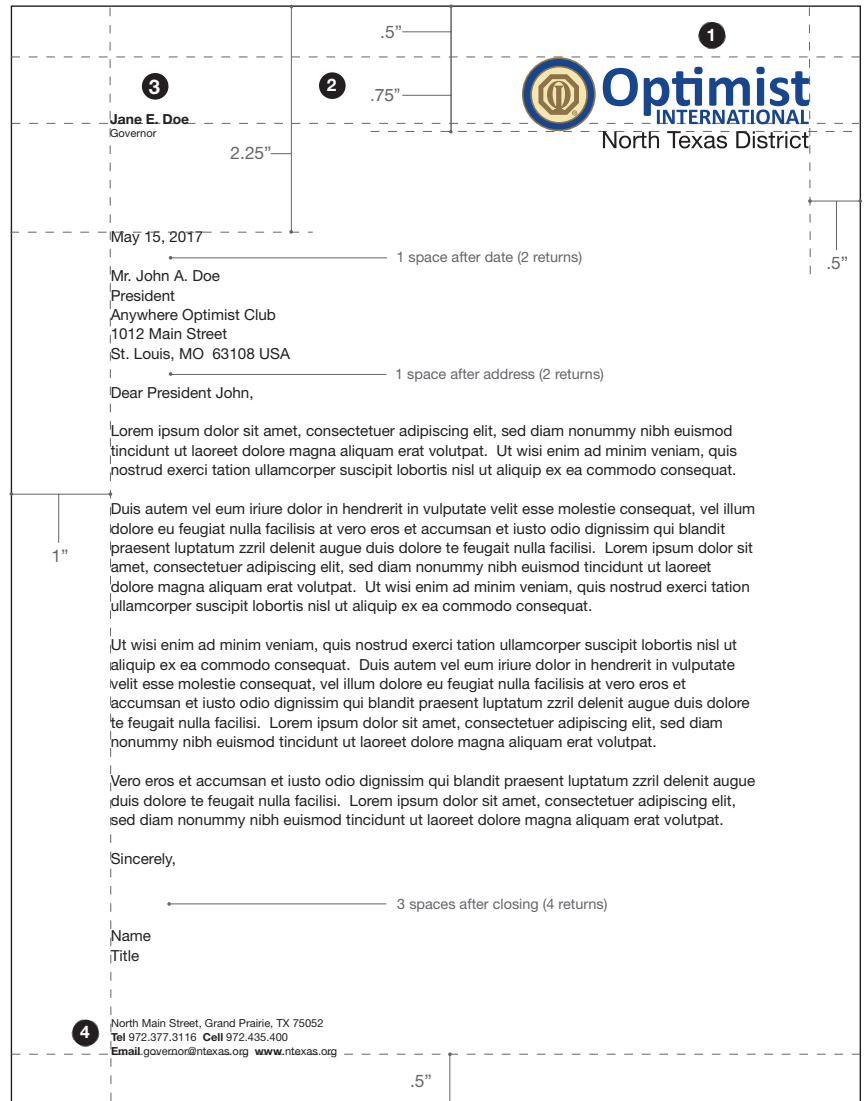 .5”
1
3
2
Optimist
.75”
INTERNATIONAL
Jane E. Doe
Governor
North Texas District
2.25”
May 15, 2017
1 space after date (2 returns)
.5”
Mr. John A. Doe
President
Anywhere Optimist Club
1012 Main Street
St. Louis, MO  63108 USA
1 space after address (2 returns)
Dear President John,
Lorem ipsum dolor sit amet, consectetuer adipiscing elit, sed diam nonummy nibh euismod
tincidunt ut laoreet dolore magna aliquam erat volutpat.  Ut wisi enim ad minim veniam, quis
nostrud exerci tation ullamcorper suscipit lobortis nisl ut aliquip ex ea commodo consequat.
Duis autem vel eum iriure dolor in hendrerit in vulputate velit esse molestie consequat, vel illum
dolore eu feugiat nulla facilisis at vero eros et accumsan et iusto odio dignissim qui blandit
praesent luptatum zzril delenit augue duis dolore te feugait nulla facilisi.  Lorem ipsum dolor sit
amet, consectetuer adipiscing elit, sed diam nonummy nibh euismod tincidunt ut laoreet
dolore magna aliquam erat volutpat.  Ut wisi enim ad minim veniam, quis nostrud exerci tation
ullamcorper suscipit lobortis nisl ut aliquip ex ea commodo consequat.
1”
Ut wisi enim ad minim veniam, quis nostrud exerci tation ullamcorper suscipit lobortis nisl ut
aliquip ex ea commodo consequat.  Duis autem vel eum iriure dolor in hendrerit in vulputate
velit esse molestie consequat, vel illum dolore eu feugiat nulla facilisis at vero eros et
accumsan et iusto odio dignissim qui blandit praesent luptatum zzril delenit augue duis dolore
te feugait nulla facilisi.  Lorem ipsum dolor sit amet, consectetuer adipiscing elit, sed diam
nonummy nibh euismod tincidunt ut laoreet dolore magna aliquam erat volutpat.
Vero eros et accumsan et iusto odio dignissim qui blandit praesent luptatum zzril delenit augue
duis dolore te feugait nulla facilisi.  Lorem ipsum dolor sit amet, consectetuer adipiscing elit,
sed diam nonummy nibh euismod tincidunt ut laoreet dolore magna aliquam erat volutpat.
Sincerely,
3 spaces after closing (4 returns)
Name
Title
4
North Main Street, Grand Prairie, TX 75052
Tel 972.377.3116  Cell 972.435.400
Email governor@ntexas.org  www.ntexas.org
.5”